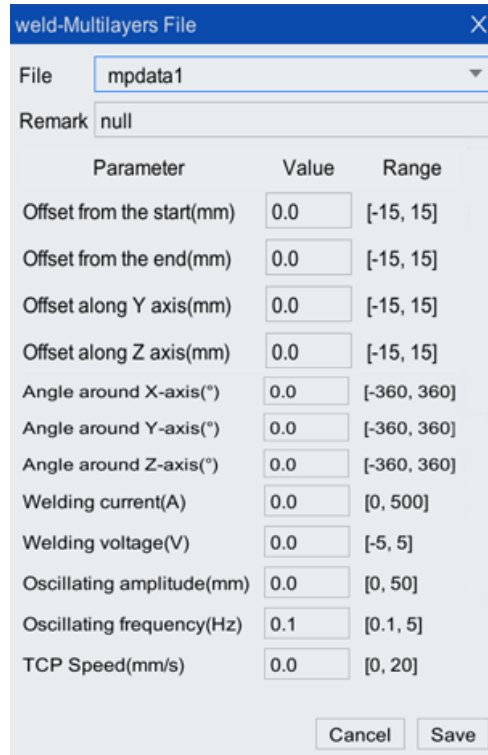 weld-Multilayers File X
File mpdata1
Remark null
Parameter Value Range
Offset from the start(mm) 0.0 [-15, 15]
Offset from the end(mm) 0.0 [-15, 15]
Offset along Y axis(mm) 0.0 [-15, 15]
Offset along Z axis(mm) 0.0 [-15, 15]
Angle around X-axis(°) 0.0 [-360, 360]
Angle around Y-axis(°) 0.0 [-360, 360]
Angle around Z-axis(°) 0.0 [-360, 360]
Welding current(A) 0.0 [0, 500]
Welding voltage(V) 0.0 [-5, 5]
Oscillating amplitude(mm) 0.0 [0, 50]
Oscillating frequency(Hz) 0.1 [0.1, 5]
TCP Speed(mm/s) 0.0 [0, 20]
Cancel Save